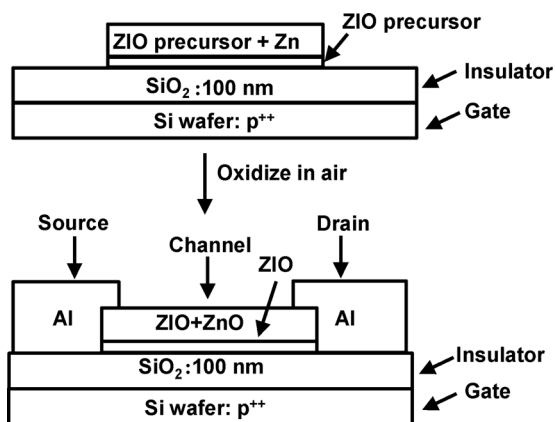 ZIO precursor
ZIO precursor + Zn
SiO₂ :100 nm
Insulator
Si wafer: p⁺⁺
Gate
Oxidize in air
Source
Drain
Channel
ZIO
Al
ZIO+ZnO
Al
SiO₂ :100 nm
Insulator
Si wafer: p⁺⁺
Gate